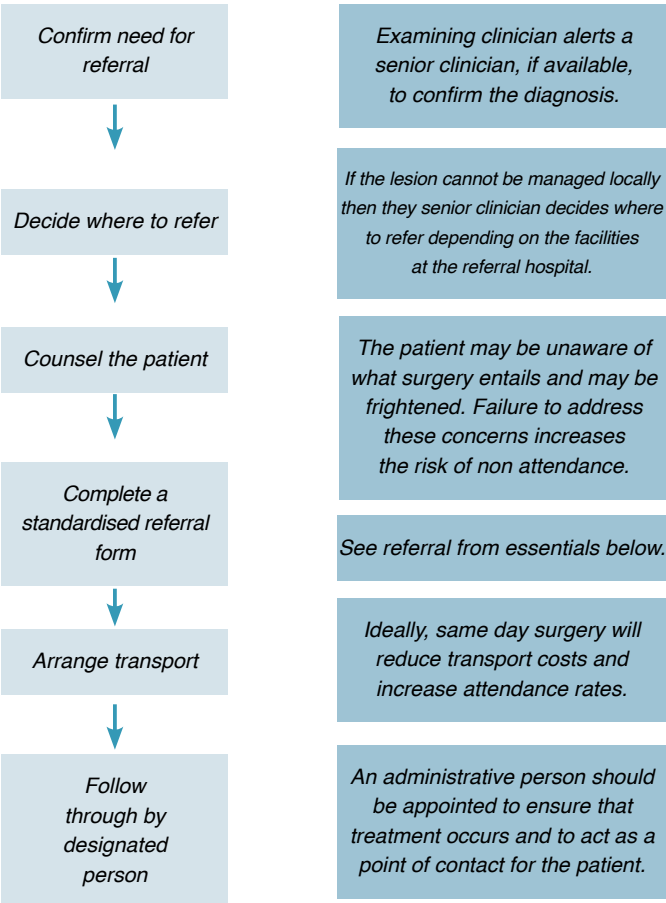 Confirm need for
referral
Examining clinician alerts a
senior clinician, if available,
to confirm the diagnosis.
Decide where to refer
If the lesion cannot be managed locally
then they senior clinician decides where
to refer depending on the facilities
at the referral hospital.
Counsel the patient
The patient may be unaware of
what surgery entails and may be
frightened. Failure to address
these concerns increases
the risk of non attendance.
Complete a
standardised referral
form
See referral from essentials below.
Arrange transport
Ideally, same day surgery will
reduce transport costs and
increase attendance rates.
Follow
through by
designated
person
An administrative person should
be appointed to ensure that
treatment occurs and to act as a
point of contact for the patient.